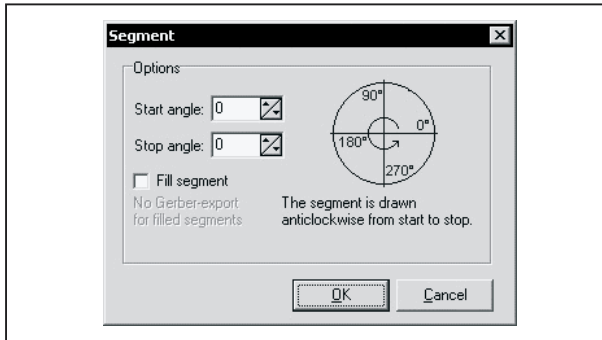 Segment
Options
Start angle: 0
Stop angle: 0
Fill segment
No Gerber-export
for filled segments
90°
0°
180°
270°
The segment is drawn
anticlockwise from start to stop.
OK
Cancel